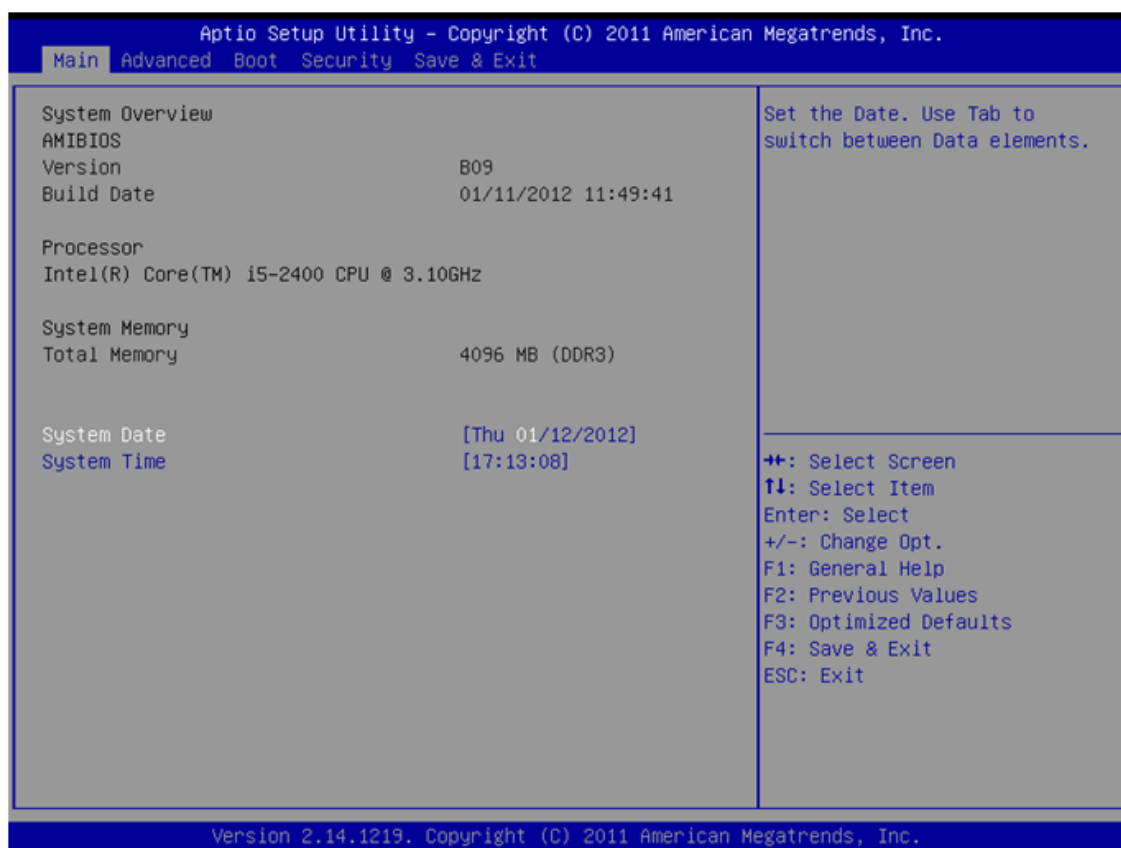 Aptio Setup Utility – Copyright (C) 2011 American Megatrends, Inc.
Main Advanced Boot Security Save & Exit
System Overview
AMIBIOS
Version B09
Build Date 01/11/2012 11:49:41
Processor
Intel(R) Core(TM) i5-2400 CPU @ 3.10GHz
System Memory
Total Memory 4096 MB (DDR3)
System Date [Thu 01/12/2012]
System Time [17:13:08]
Set the Date. Use Tab to
switch between Data elements.
→←: Select Screen
↑↓: Select Item
Enter: Select
+/-: Change Opt.
F1: General Help
F2: Previous Values
F3: Optimized Defaults
F4: Save & Exit
ESC: Exit
Version 2.14.1219. Copyright (C) 2011 American Megatrends, Inc.